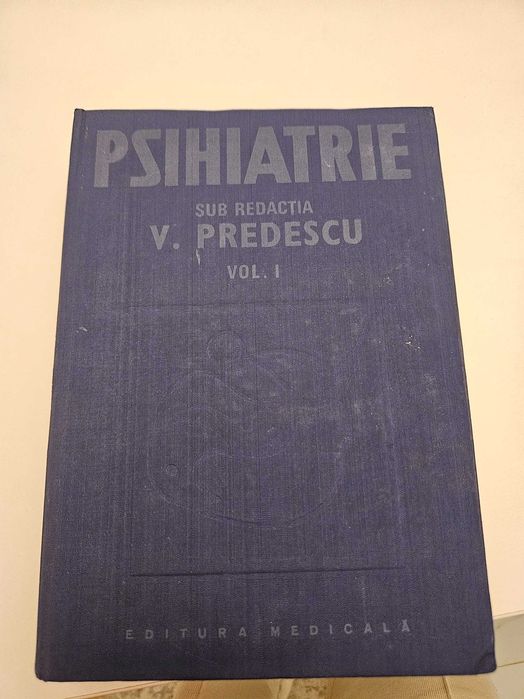 PSIHIATRIE
SUB REDACTIA
V. PREDESCU
VOL. I
EDITURA MEDICALĂ